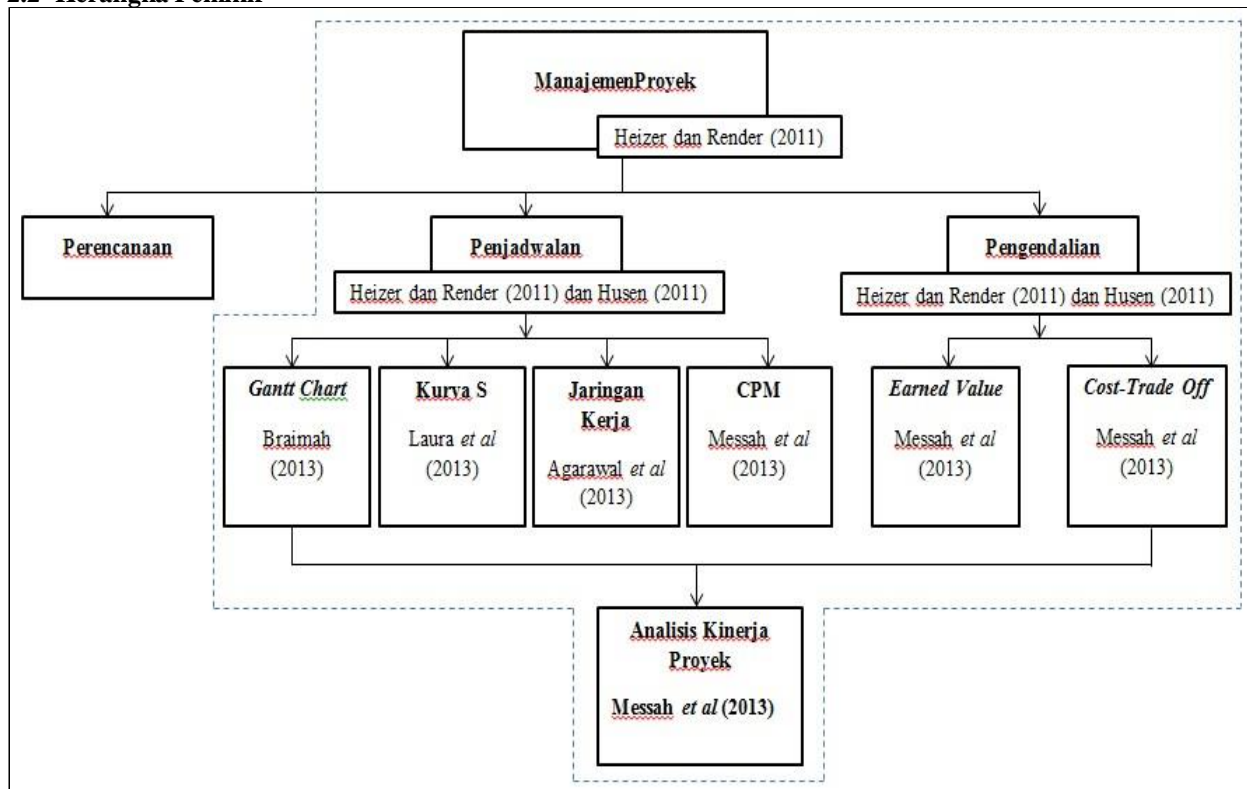 ManajemenProyek
Heizer dan Render (2011)
Perencanaan
Penjadwalan
Heizer dan Render (2011) dan Husen (2011)
Pengendalian
Heizer dan Render (2011) dan Husen (2011)
Gantt Chart
Braimah
(2013)
Kurva S
Laura et al
(2013)
Jaringan
Kerja
Agarawal et al
(2013)
CPM
Messah et al
(2013)
Earned Value
Messah et al
(2013)
Cost-Trade Off
Messah et al
(2013)
Analisis Kinerja
Proyek
Messah et al (2013)